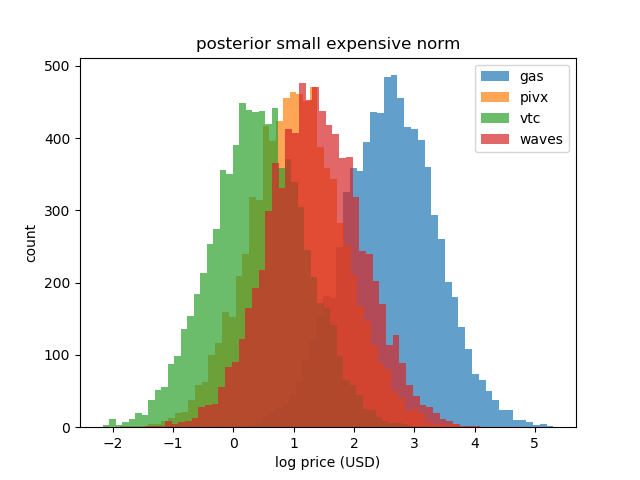 posterior small expensive norm
500
400
300
200
100
0
count
gas
pivx
vtc
waves
−2
−1
0
1
2
3
4
5
log price (USD)